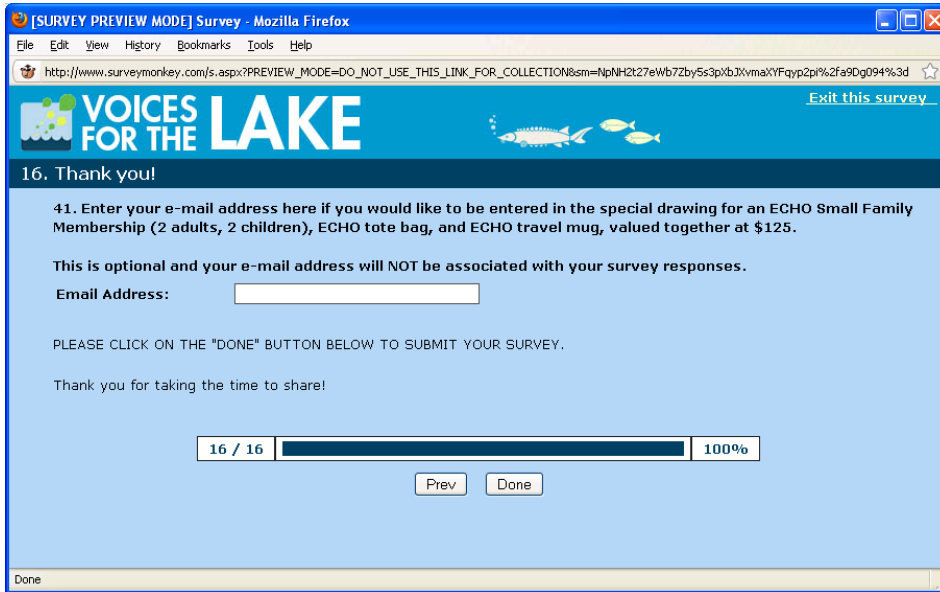 [SURVEY PREVIEW MODE] Survey - Mozilla Firefox
File Edit View History Bookmarks Tools Help
http://www.surveymonkey.com/s.aspx?PREVIEW_MODE=DO_NOT_USE_THIS_LINK_FOR_COLLECTION&sm=NpNH2t27eWb7Zby5s3pXbJXvmaXYFqyp2pi%2fa9Dg094%3d
Exit this survey
VOICES FOR THE LAKE
16. Thank you!
41. Enter your e-mail address here if you would like to be entered in the special drawing for an ECHO Small Family
Membership (2 adults, 2 children), ECHO tote bag, and ECHO travel mug, valued together at $125.
This is optional and your e-mail address will NOT be associated with your survey responses.
Email Address:
PLEASE CLICK ON THE "DONE" BUTTON BELOW TO SUBMIT YOUR SURVEY.
Thank you for taking the time to share!
16 / 16 100%
Prev Done
Done